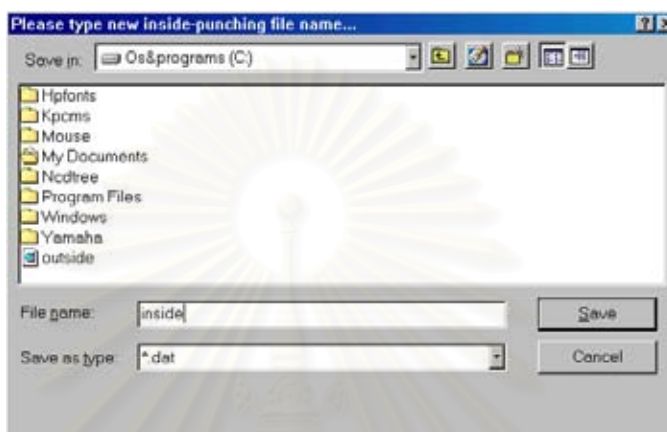 Please type new inside-punching file name...
Save in: Os&programs (C:)
Hpfonts
Kpcms
Mouse
My Documents
Ncdtree
Program Files
Windows
Yamaha
outside
File name: inside Save
Save as type: *.dat Cancel